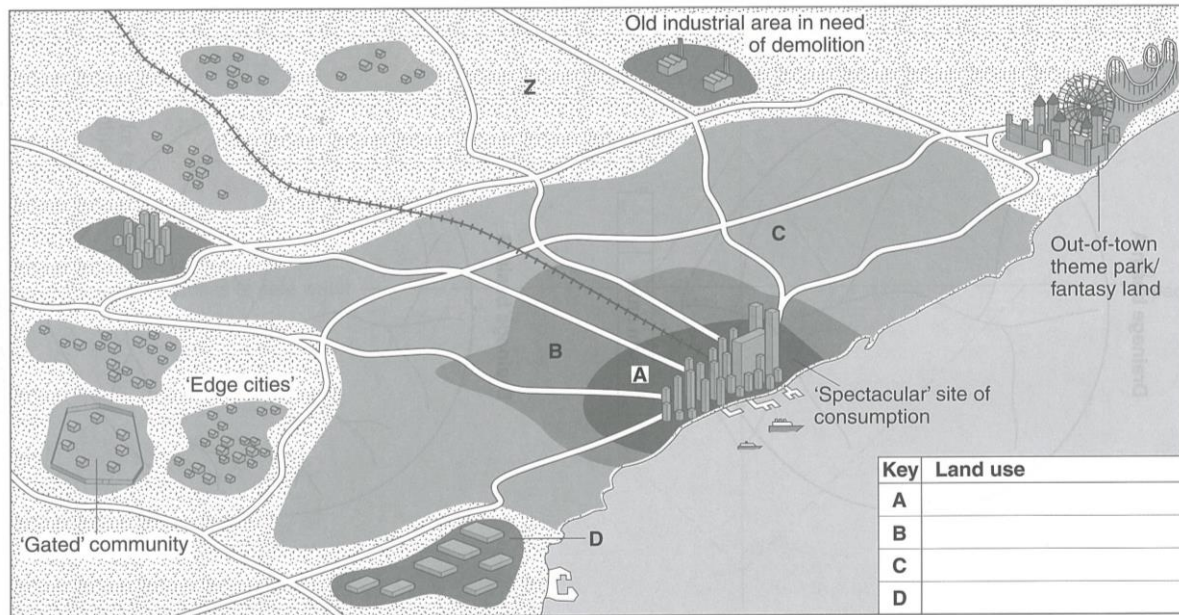 Old industrial area in need
of demolition
Z
C
Out-of-town
theme park/
fantasy land
B
A
'Edge cities'
'Spectacular' site of
consumption
'Gated' community
D
Key Land use
A
B
C
D